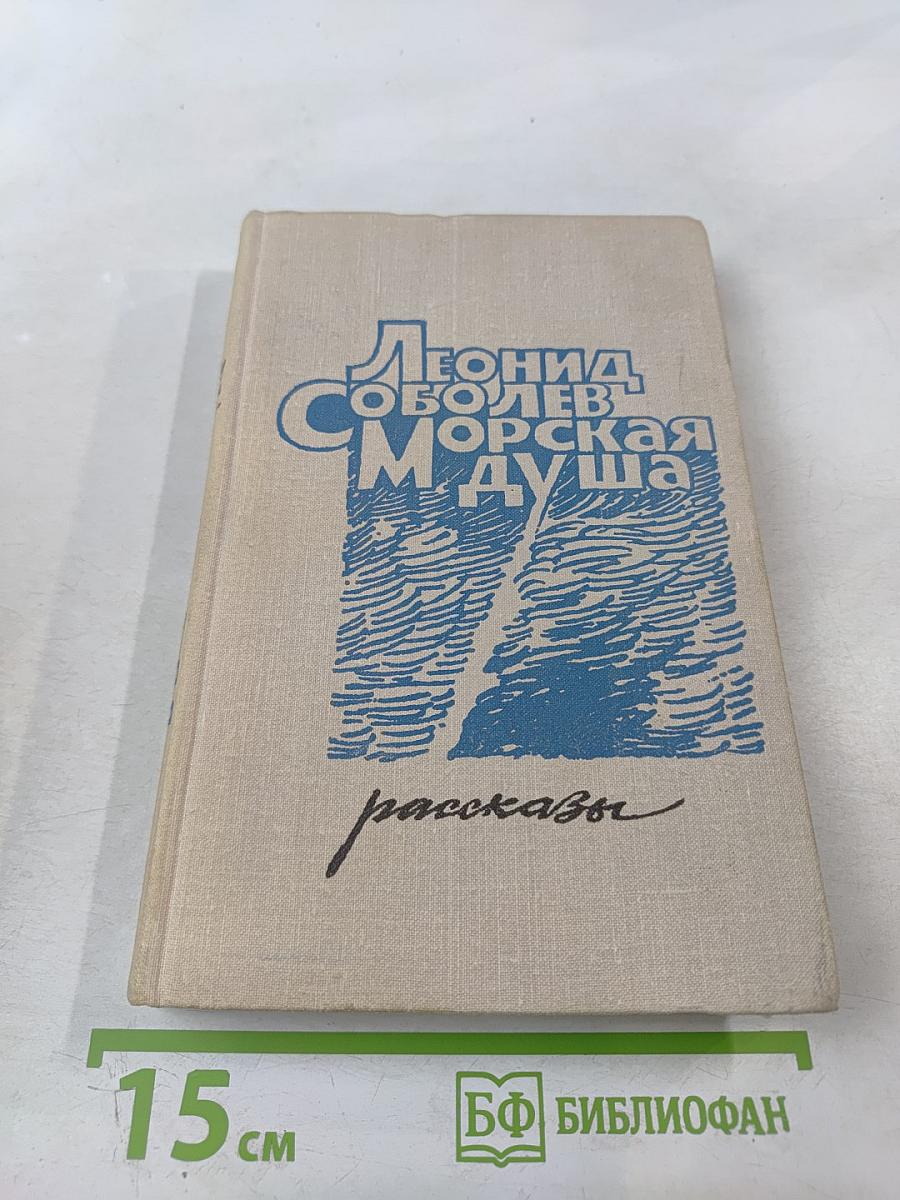 Леонид
Соболев
Морская
душа
рассказы
15 см
БФ БИБЛИОФАН